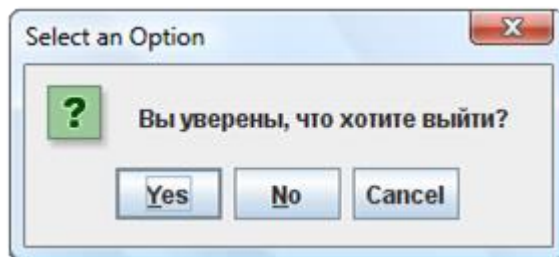 Select an Option
Вы уверены, что хотите выйти?
Yes No Cancel